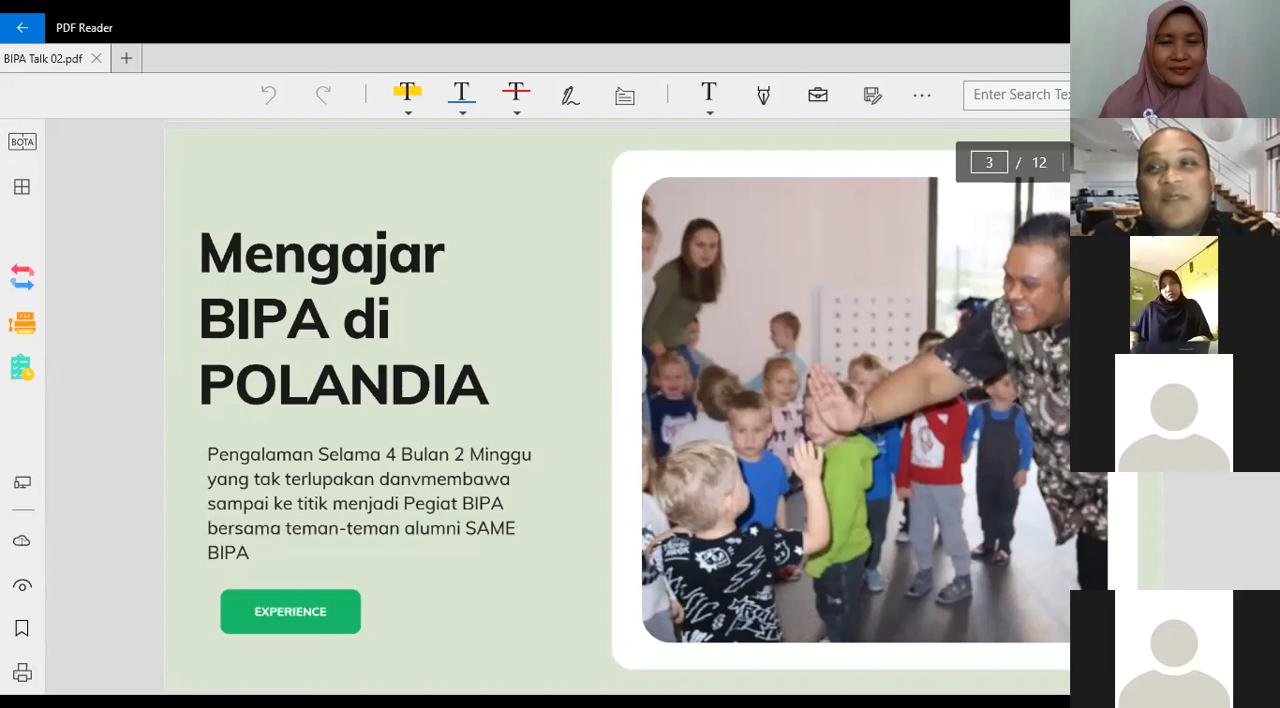 PDF Reader
BIPA Talk 02.pdf
T T T T
Enter Search Tex
BOTA
3 / 12
Mengajar
BIPA di
POLANDIA
Pengalaman Selama 4 Bulan 2 Minggu
yang tak terlupakan danvmembawa
sampai ke titik menjadi Pegiat BIPA
bersama teman-teman alumni SAME
BIPA
EXPERIENCE